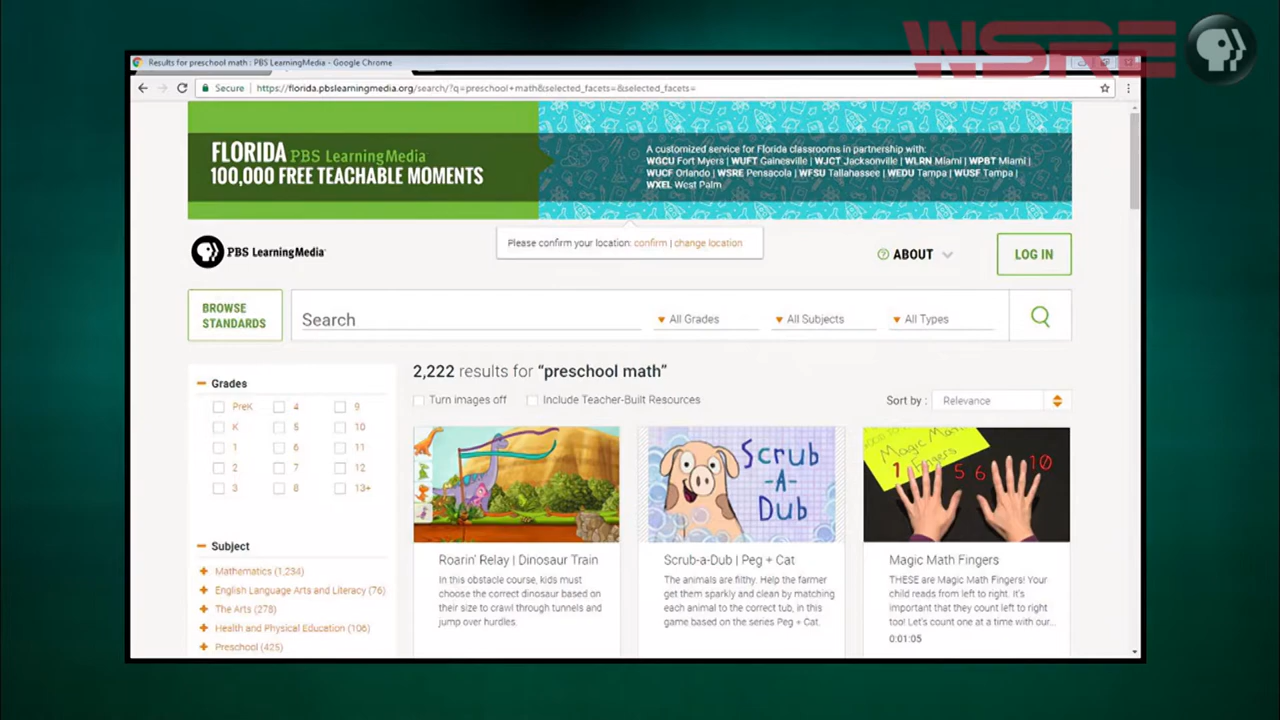 WSRE
Results for preschool math : PBS LearningMedia - Google Chrome
Secure https://florida.pbslearningmedia.org/search/?q=preschool+math&selected_facets=&selected_facets=
FLORIDA PBS LearningMedia
100,000 FREE TEACHABLE MOMENTS
A customized service for Florida classrooms in partnership with:
WGCU Fort Myers | WUFT Gainesville | WJCT Jacksonville | WLRN Miami | WPBT Miami |
WUCF Orlando | WSRE Pensacola | WFSU Tallahassee | WEDU Tampa | WUSF Tampa |
WXEL West Palm
PBS LearningMedia
Please confirm your location: confirm | change location
ABOUT
LOG IN
BROWSE
STANDARDS
Search
All Grades
All Subjects
All Types
2,222 results for “preschool math”
Turn images off
Include Teacher-Built Resources
Sort by : Relevance
Grades
PreK 4 9
K 5 10
1 6 11
2 7 12
3 8 13+
Subject
Mathematics (1,234)
English Language Arts and Literacy (76)
The Arts (278)
Health and Physical Education (106)
Preschool (425)
Roarin' Relay | Dinosaur Train
In this obstacle course, kids must
choose the correct dinosaur based on
their size to crawl through tunnels and
jump over hurdles.
Scrub
-A-
Dub
Scrub-a-Dub | Peg + Cat
The animals are filthy. Help the farmer
get them sparkly and clean by matching
each animal to the correct tub, in this
game based on the series Peg + Cat.
Magic Math
Fingers
1 5 6 10
Magic Math Fingers
THESE are Magic Math Fingers! Your
child reads from left to right. It's
important that they count left to right
too! Let's count one at a time with our...
0:01:05